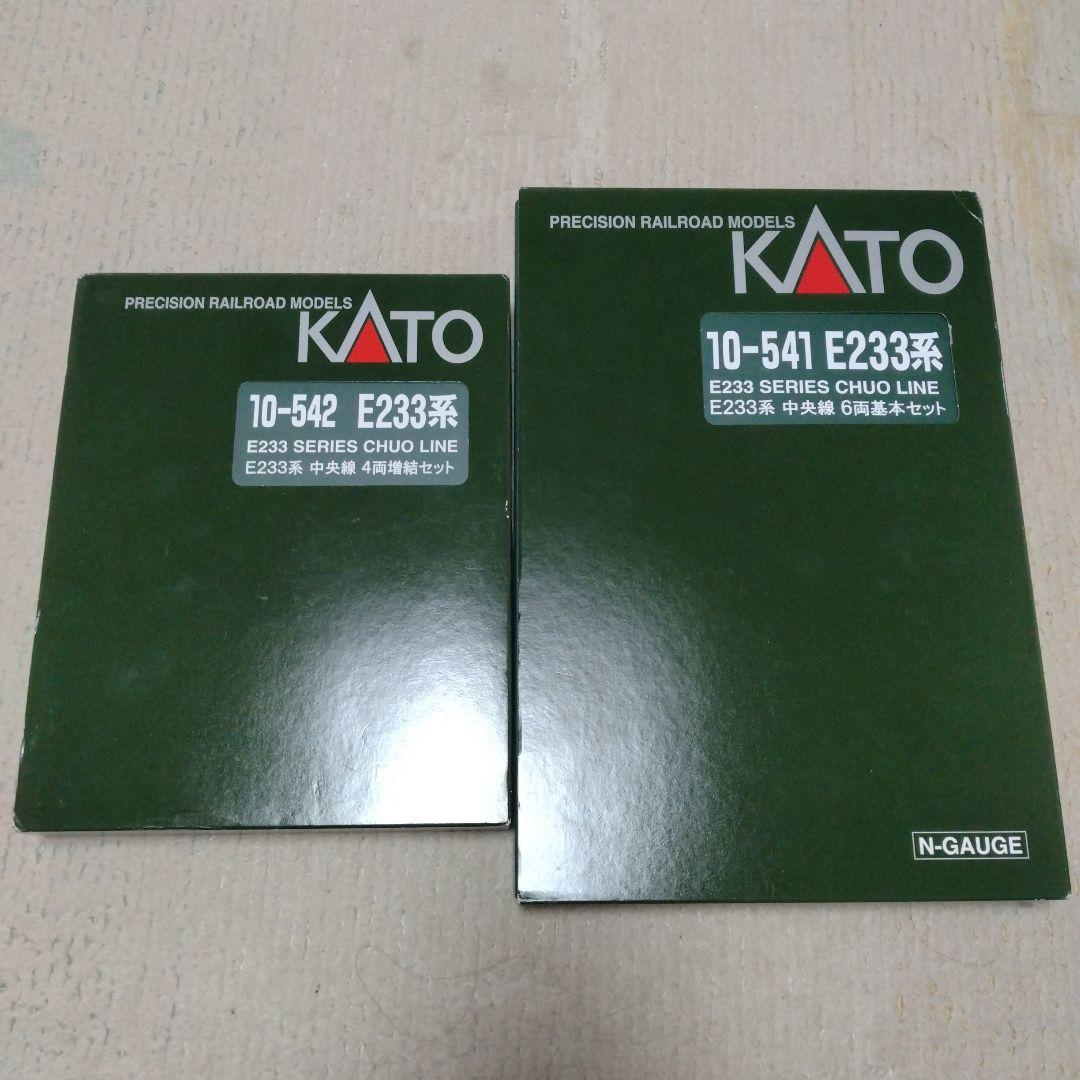 PRECISION RAILROAD MODELS
KATO
10-542 E233系
E233 SERIES CHUO LINE
E233系 中央線 4両増結セット
PRECISION RAILROAD MODELS
KATO
10-541 E233系
E233 SERIES CHUO LINE
E233系 中央線 6両基本セット
N-GAUGE